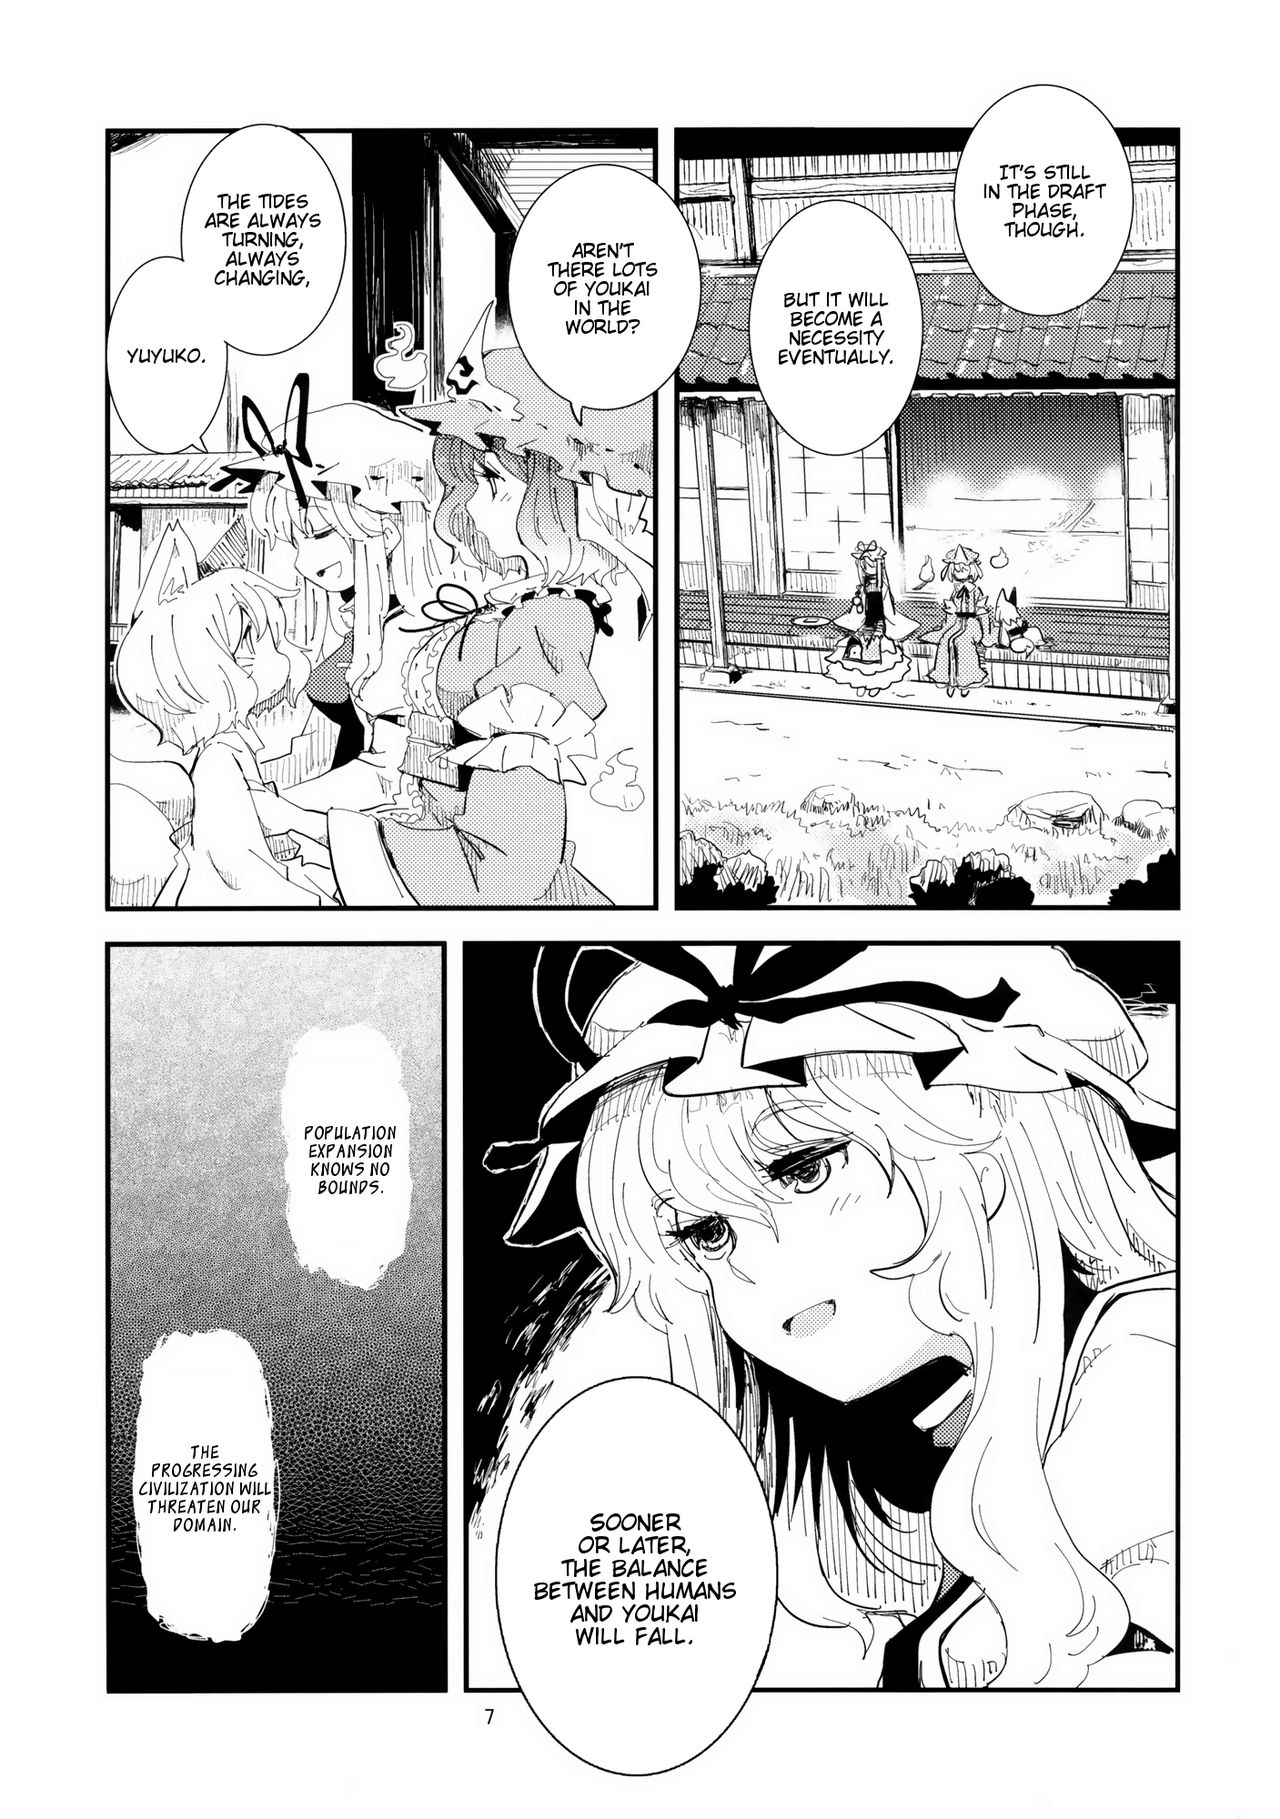 IT'S STILL
IN THE DRAFT
PHASE,
THOUGH.
BUT IT WILL
BECOME A
NECESSITY
EVENTUALLY.
AREN'T
THERE LOTS
OF YOUKAI
IN THE
WORLD?
THE TIDES
ARE ALWAYS
TURNING,
ALWAYS
CHANGING,
YUYUKO.
SOONER
OR LATER,
THE BALANCE
BETWEEN HUMANS
AND YOUKAI
WILL FALL.
POPULATION
EXPANSION
KNOWS NO
BOUNDS.
THE
PROGRESSING
CIVILIZATION WILL
THREATEN OUR
DOMAIN.
7